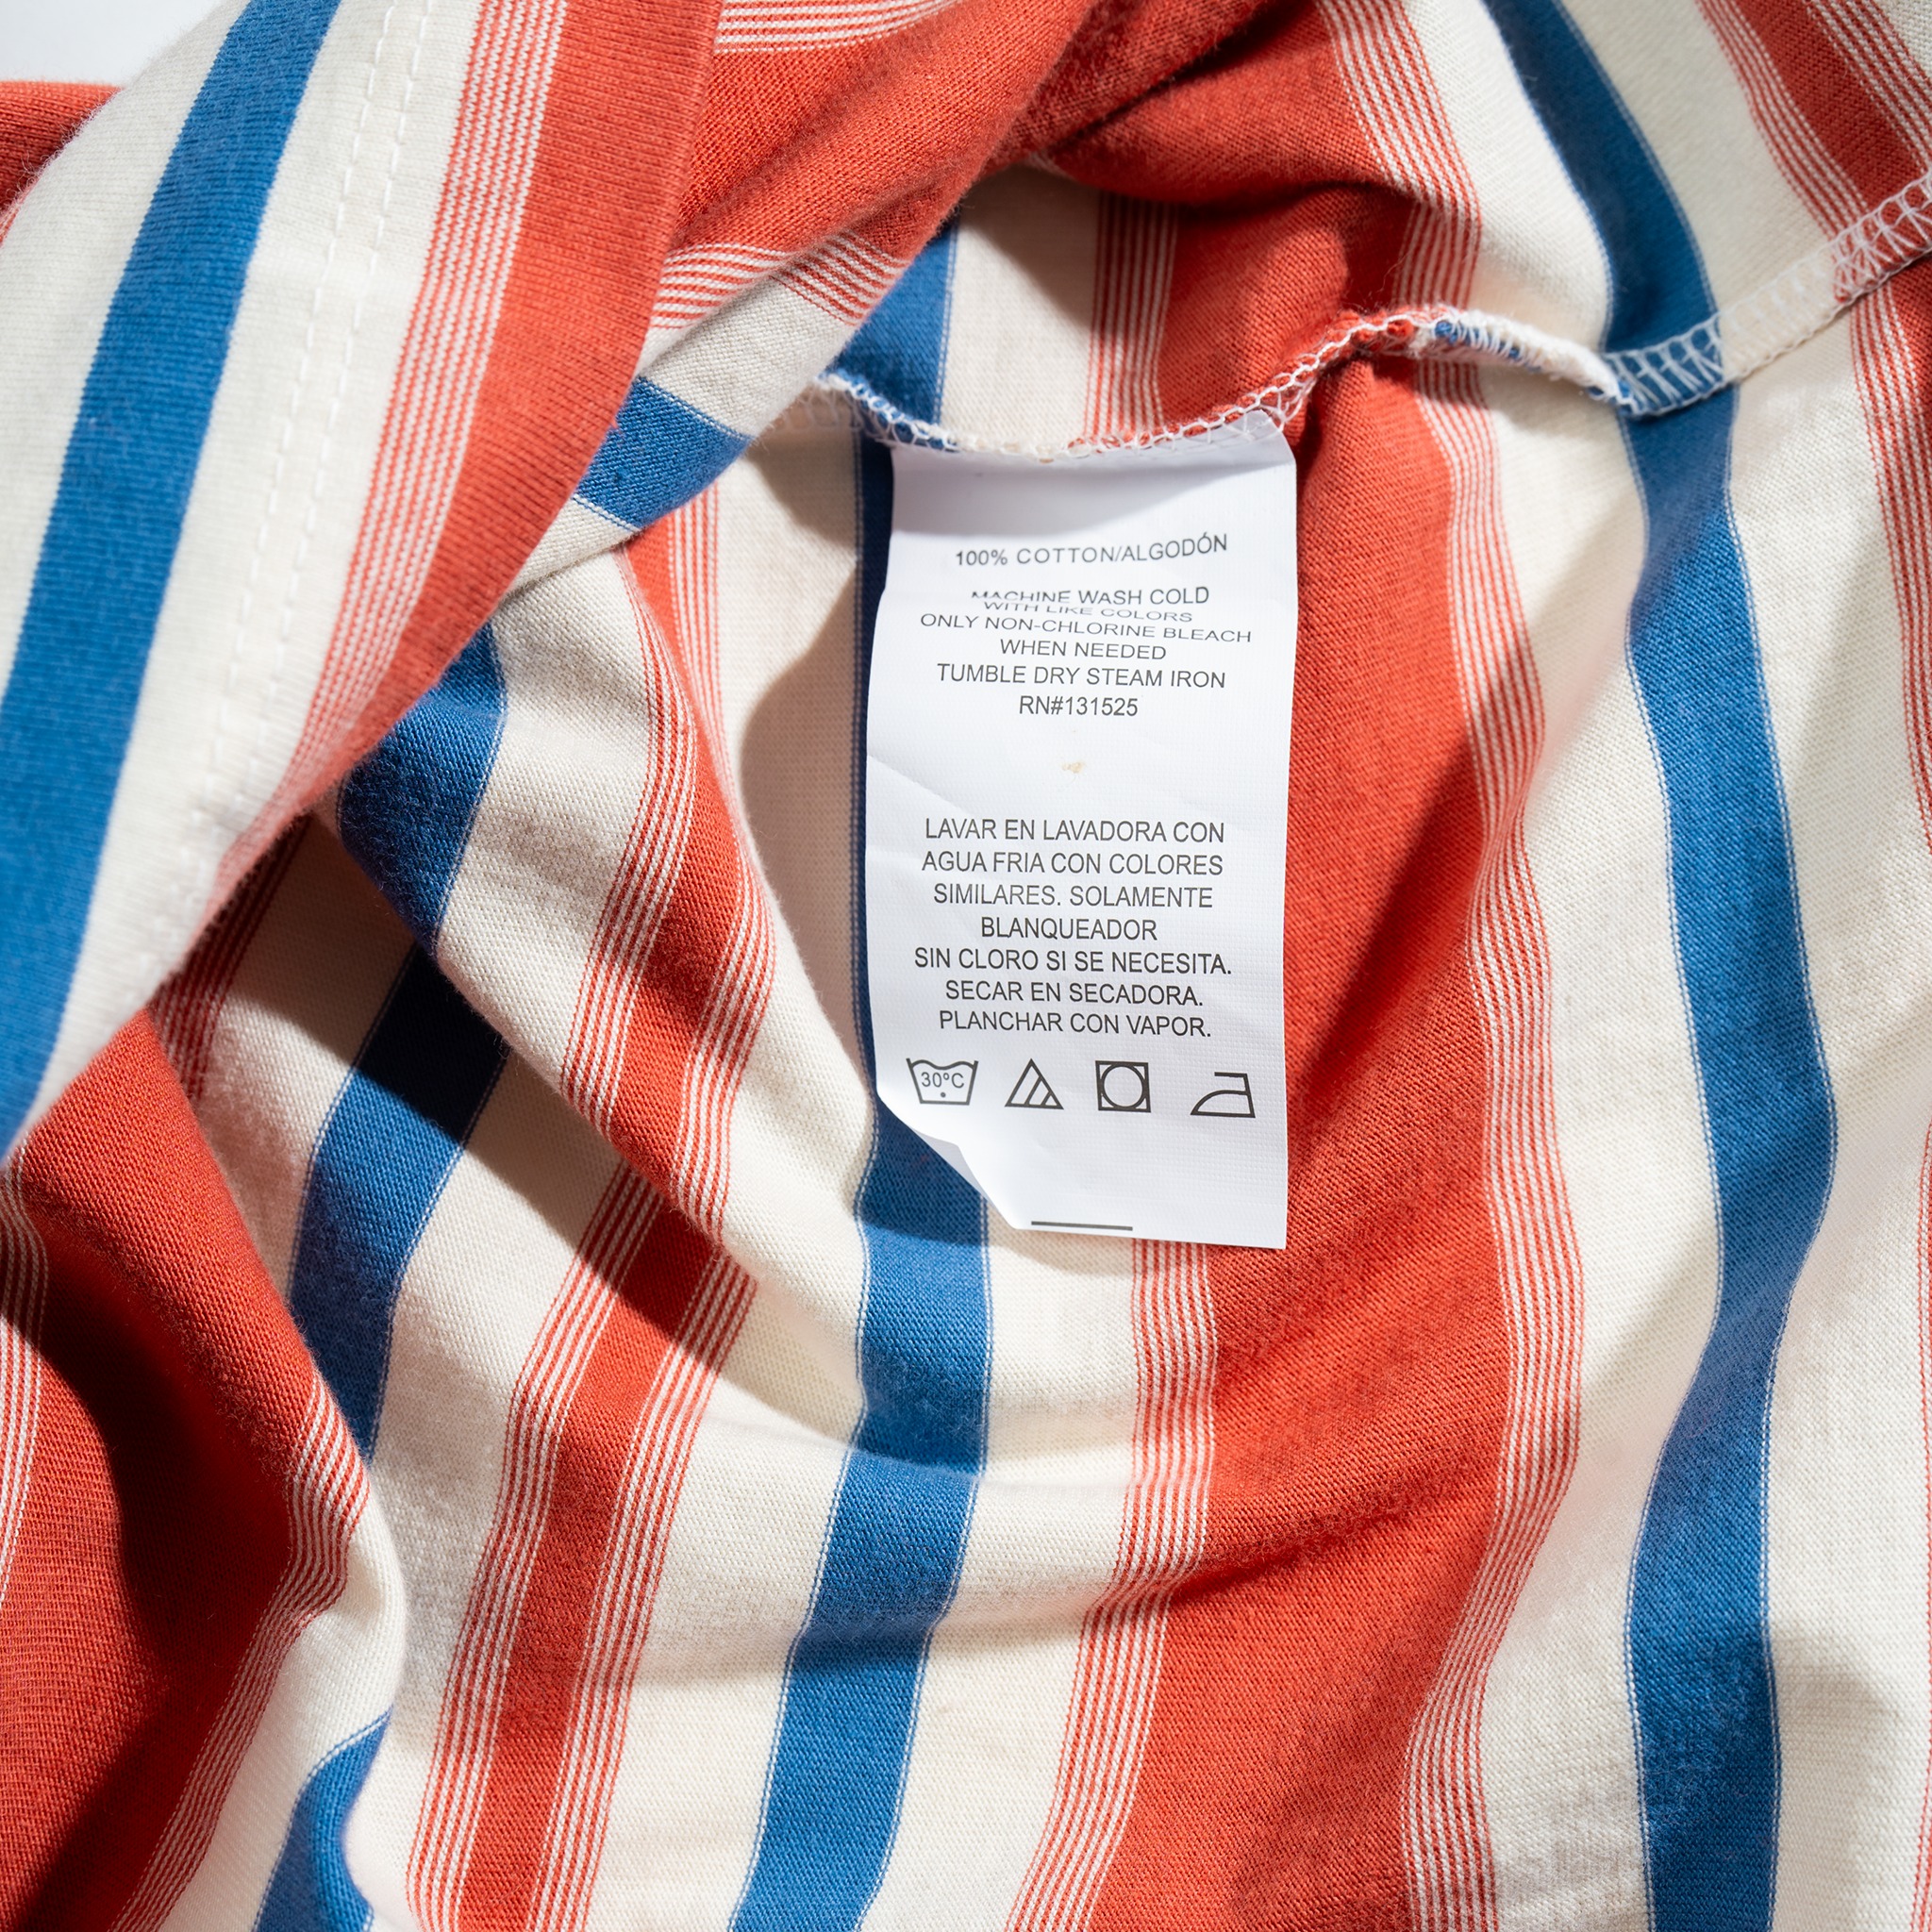 100% COTTON/ALGODÓN
MACHINE WASH COLD
WITH LIKE COLORS
ONLY NON-CHLORINE BLEACH
WHEN NEEDED
TUMBLE DRY STEAM IRON
RN#131525
LAVAR EN LAVADORA CON
AGUA FRIA CON COLORES
SIMILARES. SOLAMENTE
BLANQUEADOR
SIN CLORO SI SE NECESITA.
SECAR EN SECADORA.
PLANCHAR CON VAPOR.
30°C